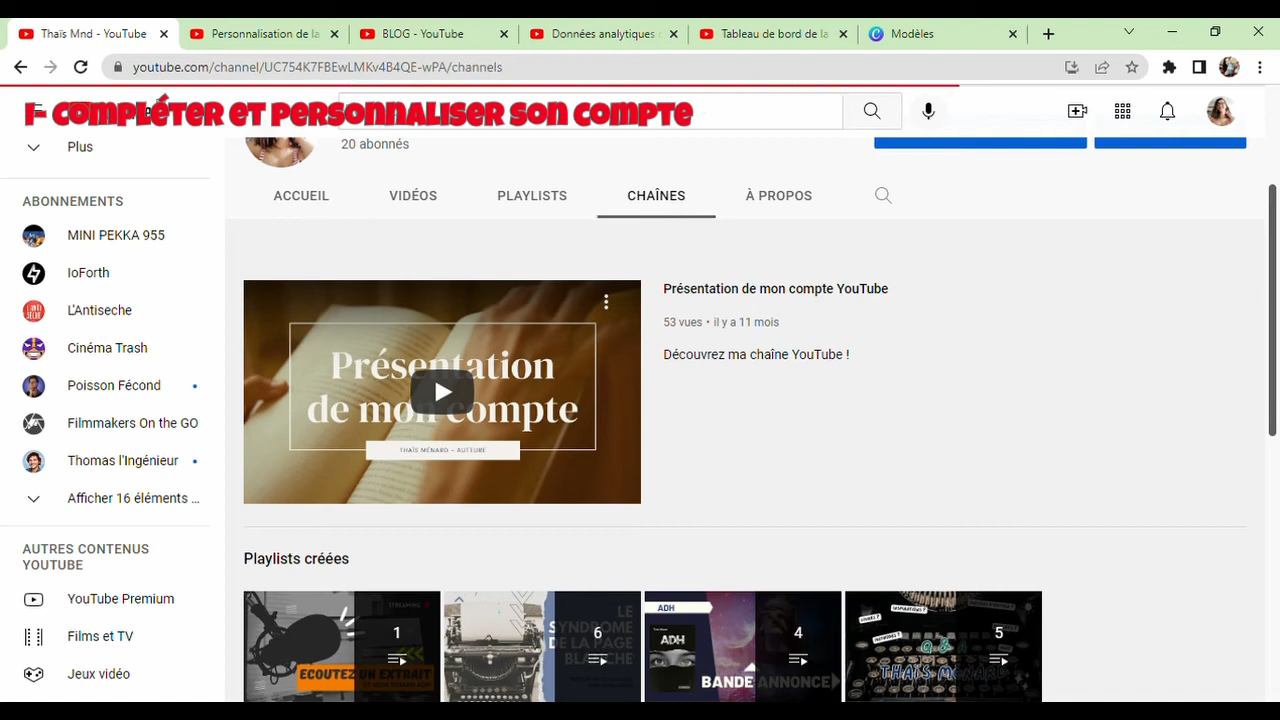 Thaïs Mnd - YouTube
Personnalisation de la
BLOG - YouTube
Données analytiques
Tableau de bord de la
Modèles
youtube.com/channel/UC754K7FBEwLMKv4B4QE-wPA/channels
1- Compléter et personnaliser son compte
Plus
20 abonnés
ACCUEIL
VIDÉOS
PLAYLISTS
CHAÎNES
À PROPOS
ABONNEMENTS
MINI PEKKA 955
IoForth
L'Antiseche
Cinéma Trash
Poisson Fécond
Filmmakers On the GO
Thomas l'Ingénieur
Afficher 16 éléments ...
AUTRES CONTENUS
YOUTUBE
YouTube Premium
Films et TV
Jeux vidéo
Présentation
de mon compte
THAÏS MÉNARD - AUTEURE
Présentation de mon compte YouTube
53 vues • il y a 11 mois
Découvrez ma chaîne YouTube !
Playlists créées
STREAMING
1
ECOUTEZ UN EXTRAIT
LE
SYNDROME
DE LA PAGE
BLANCHE
6
ADH
ADH
4
BANDE ANNONCE
INSPIRATIONS ?
5
Q & A
THAÏS MÉNARD